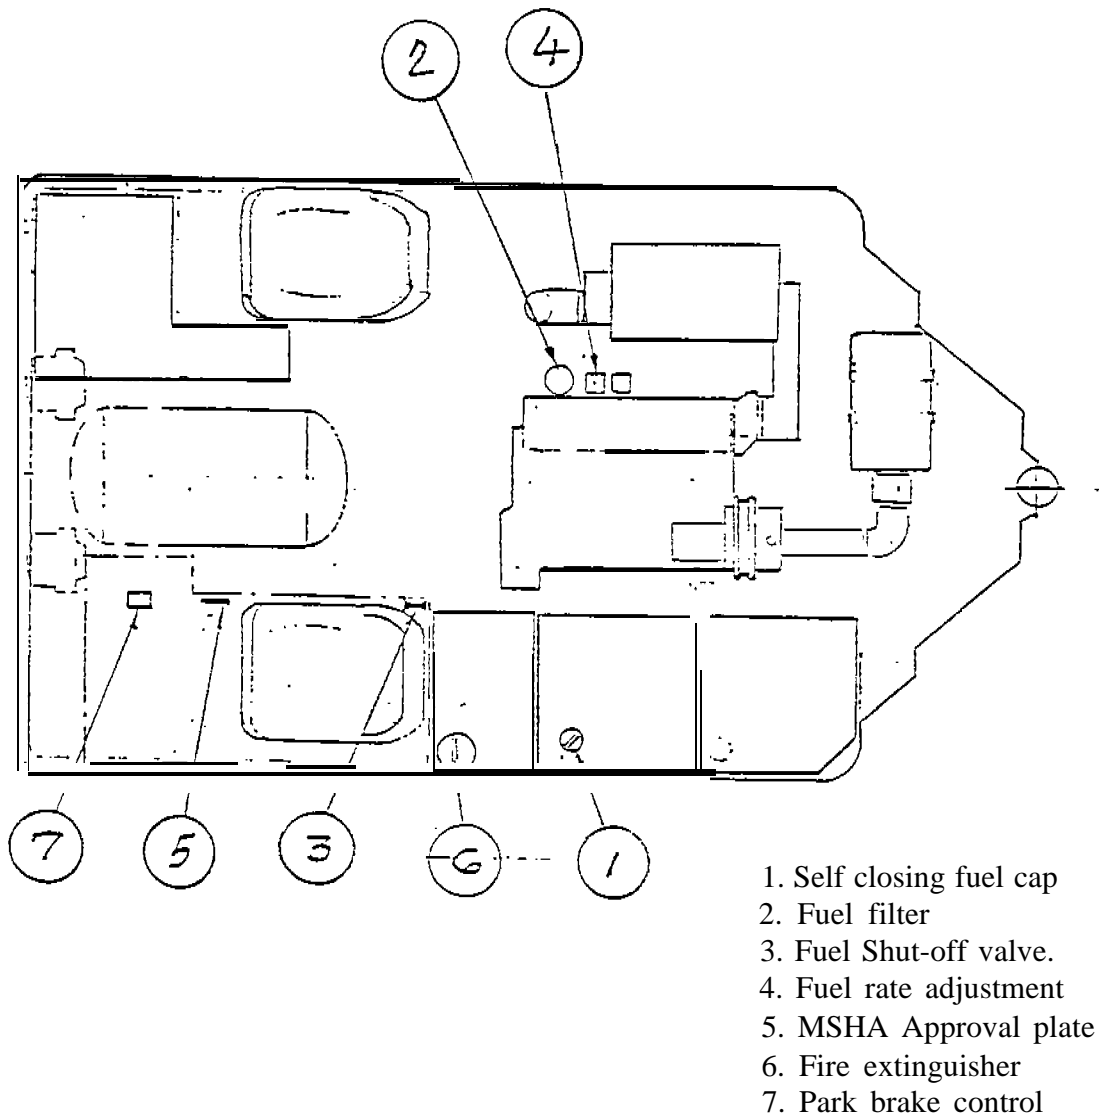 2
4
7
5
3
6
1
1. Self closing fuel cap
2. Fuel filter
3. Fuel Shut-off valve.
4. Fuel rate adjustment
5. MSHA Approval plate
6. Fire extinguisher
7. Park brake control